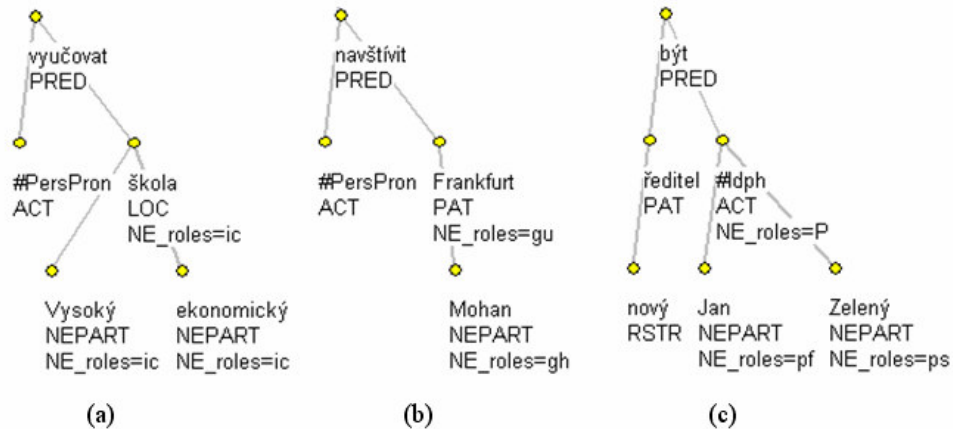 vyučovat
PRED
#PersPron
ACT
škola
LOC
NE_roles=ic
Vysoký
NEPART
NE_roles=ic
ekonomický
NEPART
NE_roles=ic
(a)
navštívit
PRED
#PersPron
ACT
Frankfurt
PAT
NE_roles=gu
Mohan
NEPART
NE_roles=gh
(b)
být
PRED
ředitel
PAT
#Idph
ACT
NE_roles=P
nový
RSTR
Jan
NEPART
NE_roles=pf
Zelený
NEPART
NE_roles=ps
(c)